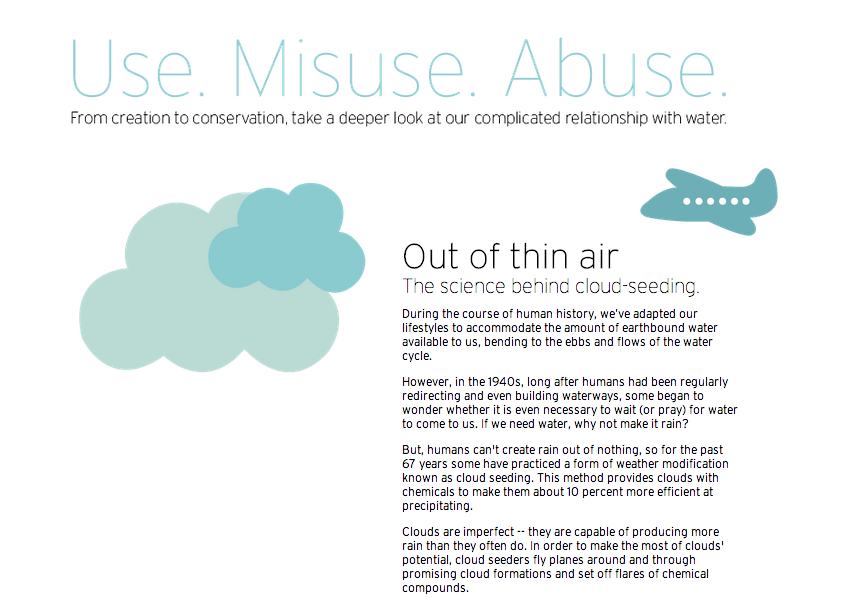 Use. Misuse. Abuse.
From creation to conservation, take a deeper look at our complicated relationship with water.
Out of thin air
The science behind cloud-seeding.
During the course of human history, we've adapted our
lifestyles to accommodate the amount of earthbound water
available to us, bending to the ebbs and flows of the water
cycle.
However, in the 1940s, long after humans had been regularly
redirecting and even building waterways, some began to
wonder whether it is even necessary to wait (or pray) for water
to come to us. If we need water, why not make it rain?
But, humans can't create rain out of nothing, so for the past
67 years some have practiced a form of weather modification
known as cloud seeding. This method provides clouds with
chemicals to make them about 10 percent more efficient at
precipitating.
Clouds are imperfect -- they are capable of producing more
rain than they often do. In order to make the most of clouds'
potential, cloud seeders fly planes around and through
promising cloud formations and set off flares of chemical
compounds.